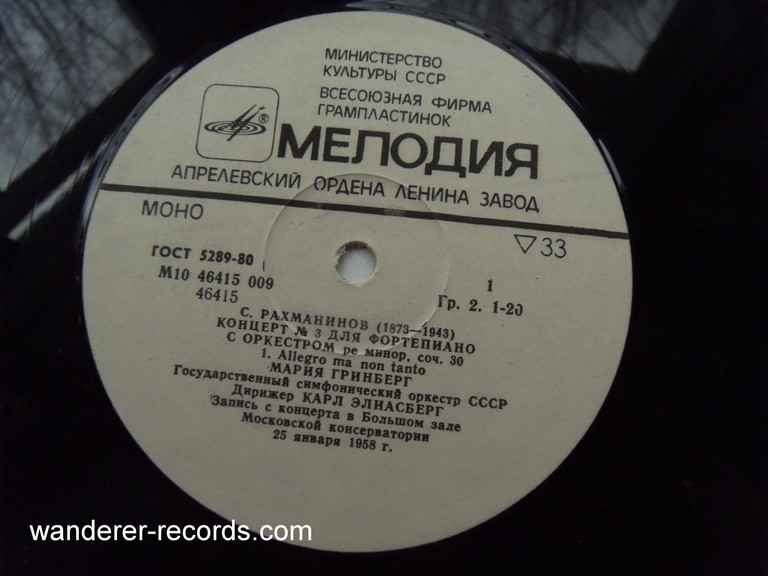 МИНИСТЕРСТВО
КУЛЬТУРЫ СССР
ВСЕСОЮЗНАЯ ФИРМА
ГРАМПЛАСТИНОК
®
МЕЛОДИЯ
АПРЕЛЕВСКИЙ ОРДЕНА ЛЕНИНА ЗАВОД
МОНО
▽33
ГОСТ 5289-80
М10 46415 009
46415
1
Гр. 2. 1-2д
С. РАХМАНИНОВ (1873—1943)
КОНЦЕРТ № 3 ДЛЯ ФОРТЕПИАНО
С ОРКЕСТРОМ ре минор, соч. 30
1. Allegro ma non tanto
МАРИЯ ГРИНБЕРГ
Государственный симфонический оркестр СССР
Дирижер КАРЛ ЭЛИАСБЕРГ
Запись с концерта в Большом зале
Московской консерватории
25 января 1958 г.
wanderer-records.com